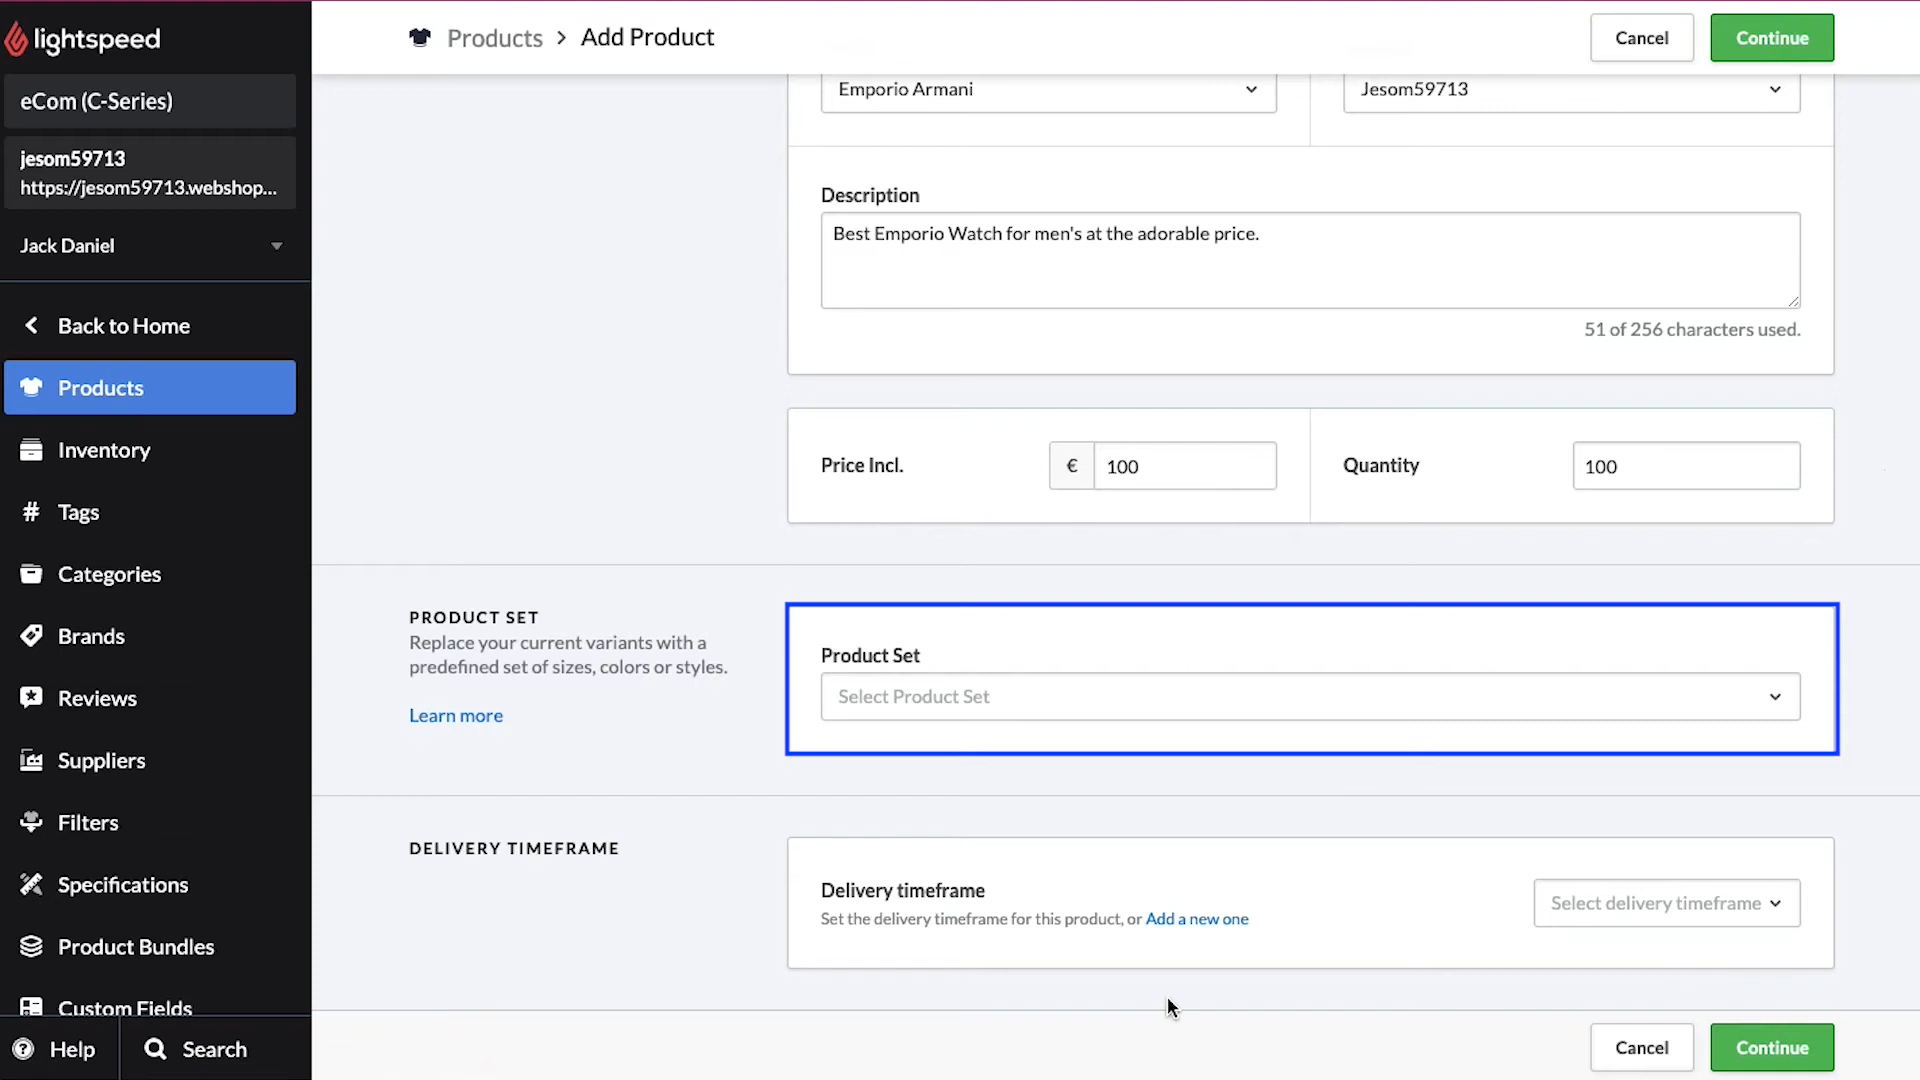 lightspeed
eCom (C-Series)
jesom59713
https://jesom59713.webshop...
Jack Daniel
Back to Home
Products
Inventory
Tags
Categories
Brands
Reviews
Suppliers
Filters
Specifications
Product Bundles
Custom Fields
Help
Search
Products > Add Product
Cancel
Continue
Emporio Armani
Jesom59713
Description
Best Emporio Watch for men's at the adorable price.
51 of 256 characters used.
Price Incl.
€ 100
Quantity
100
PRODUCT SET
Replace your current variants with a
predefined set of sizes, colors or styles.
Learn more
Product Set
Select Product Set
DELIVERY TIMEFRAME
Delivery timeframe
Set the delivery timeframe for this product, or Add a new one
Select delivery timeframe
Cancel
Continue